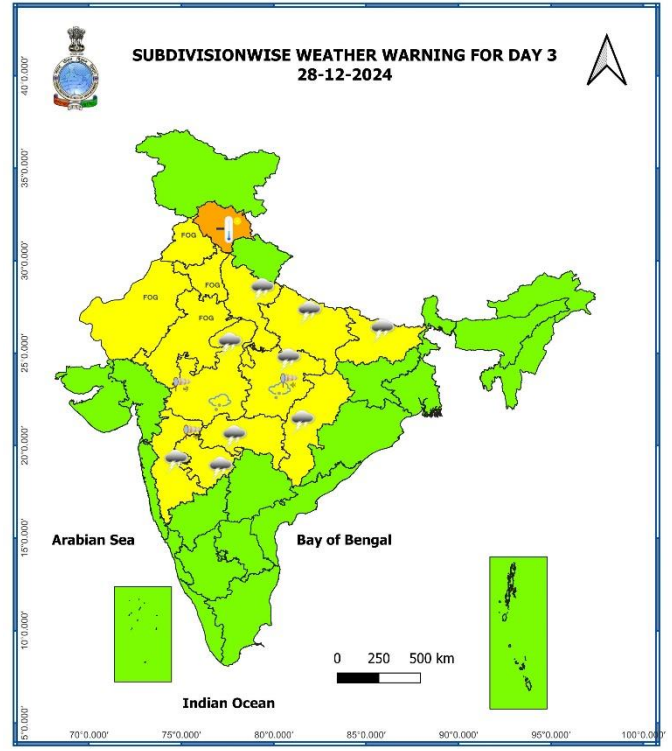 SUBDIVISIONWISE WEATHER WARNING FOR DAY 3
28-12-2024
40°0.000'
35°0.000'
30°0.000'
25°0.000'
20°0.000'
15°0.000'
10°0.000'
5°0.000'
FOG
FOG
FOG
FOG
Arabian Sea
Bay of Bengal
0 250 500 km
Indian Ocean
70°0.000' 75°0.000' 80°0.000' 85°0.000' 90°0.000' 95°0.000' 100°0.000'